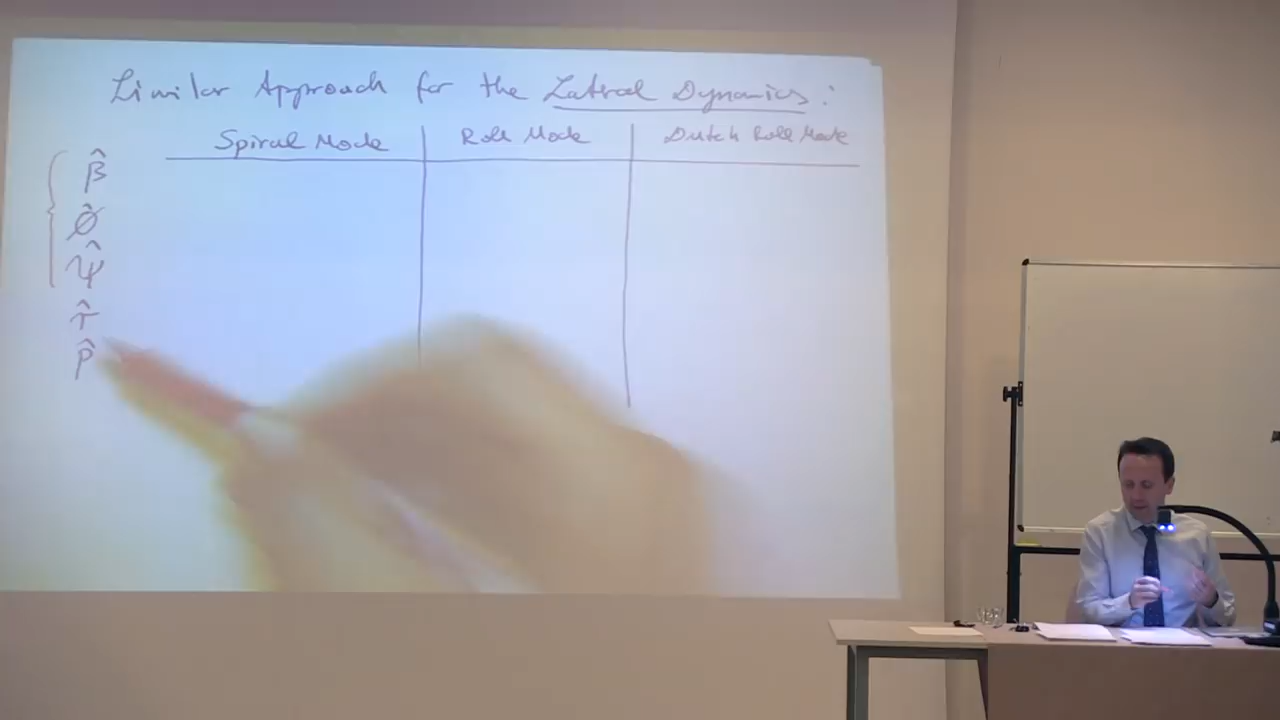 Similar Approach for the Lateral Dynamics:
Spiral Mode Roll Mode Dutch Roll Mode
β̂
φ̂
ψ̂
r̂
p̂